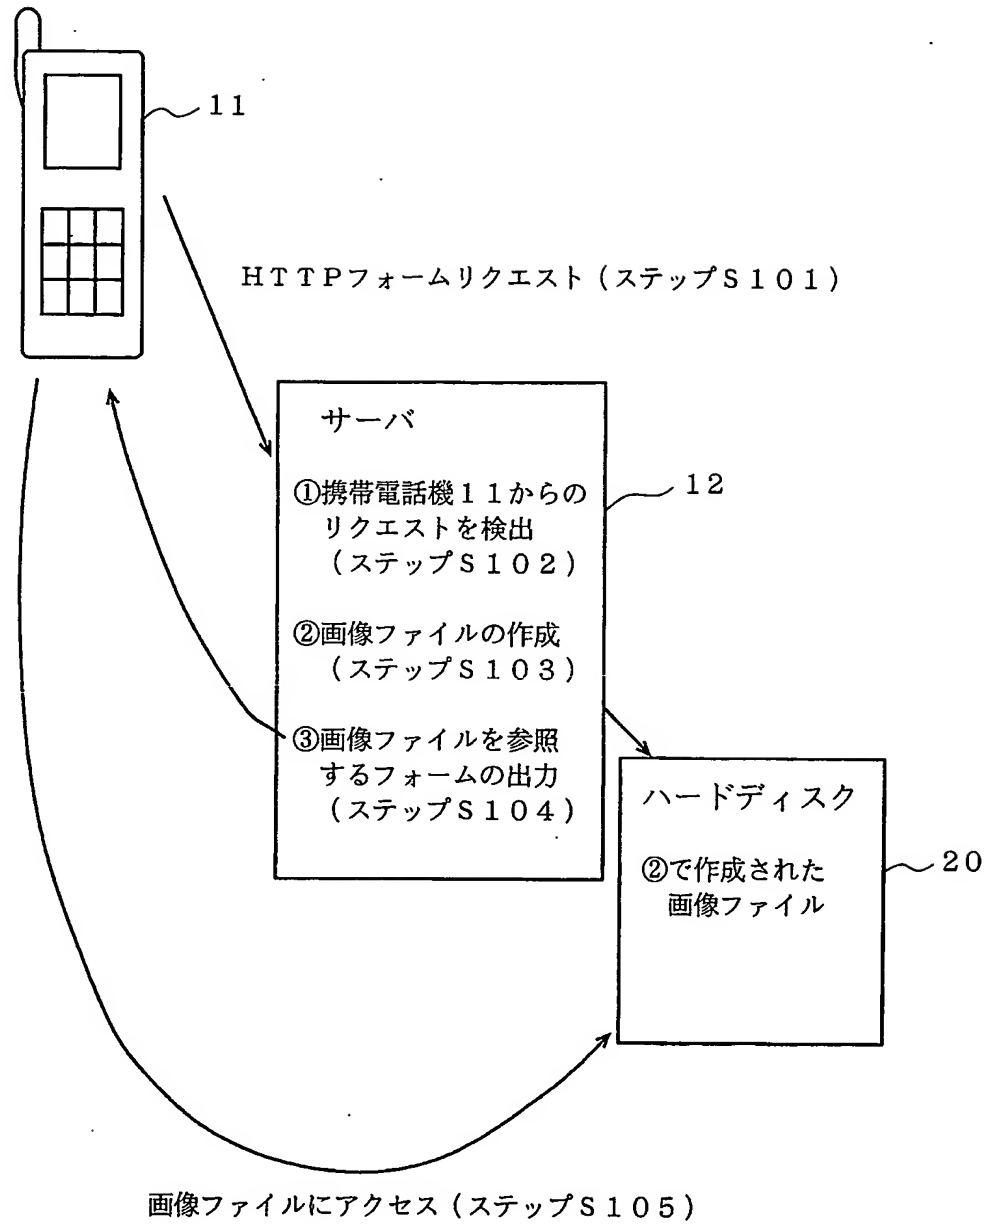 11
HTTPフォームリクエスト(ステップS101)
サーバ
①携帯電話機11からの
リクエストを検出
(ステップS102)
12
②画像ファイルの作成
(ステップS103)
③画像ファイルを参照
するフォームの出力
(ステップS104)
ハードディスク
②で作成された
画像ファイル
20
画像ファイルにアクセス(ステップS105)